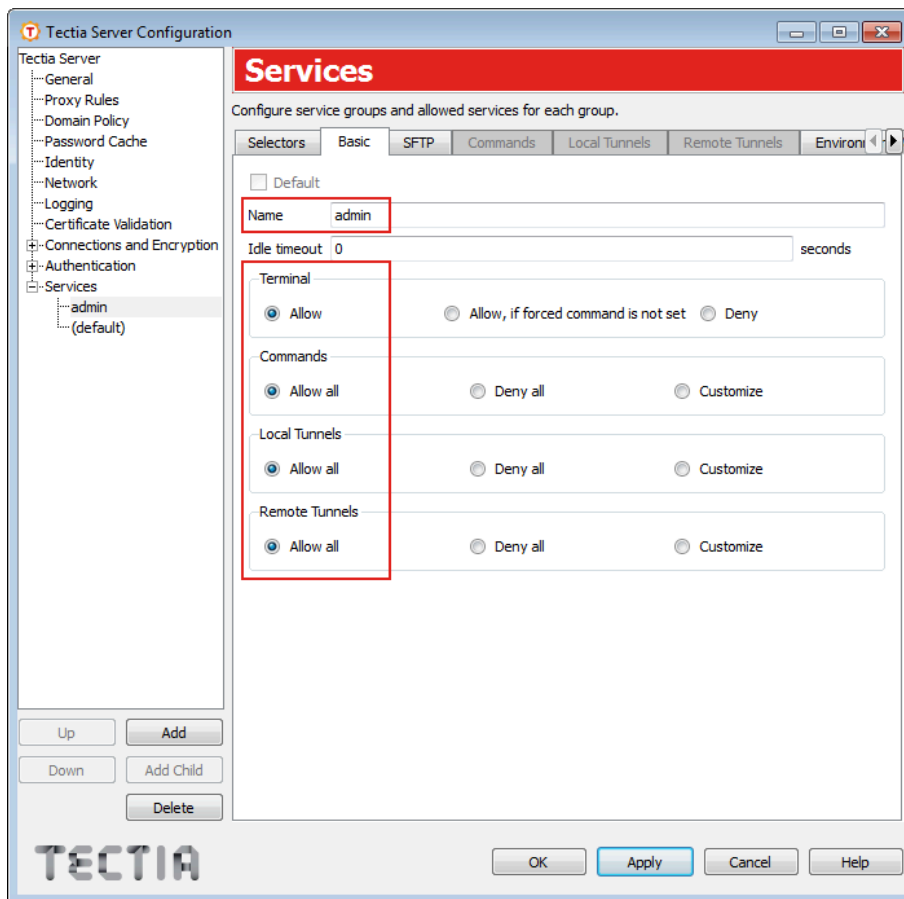 Tectia Server Configuration
Tectia Server
General
Proxy Rules
Domain Policy
Password Cache
Identity
Network
Logging
Certificate Validation
Connections and Encryption
Authentication
Services
admin
(default)
Up
Add
Down
Add Child
Delete
Services
Configure service groups and allowed services for each group.
Selectors Basic SFTP Commands Local Tunnels Remote Tunnels Environ
Default
Name admin
Idle timeout 0 seconds
Terminal
Allow Allow, if forced command is not set Deny
Commands
Allow all Deny all Customize
Local Tunnels
Allow all Deny all Customize
Remote Tunnels
Allow all Deny all Customize
TECTIA
OK Apply Cancel Help